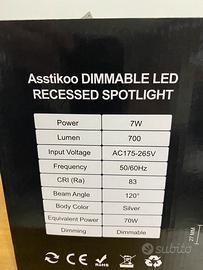 Asstikoo DIMMABLE LED
RECESSED SPOTLIGHT
Power 7W
Lumen 700
Input Voltage AC175-265V
Frequency 50/60Hz
CRI (Ra) 83
Beam Angle 120°
Body Color Silver
Equivalent Power 70W
Dimming Dimmable
27 MM
subito